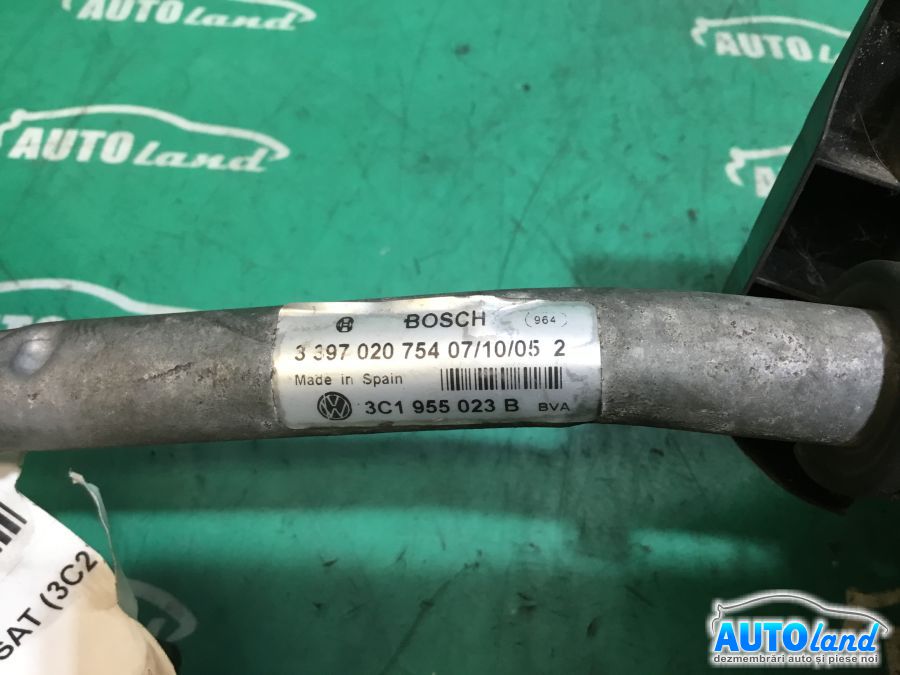 AUTOland
AUTOland
AUTOland
AUTO
BOSCH (964)
3 397 020 754 07/10/05 2
Made in Spain
3C1 955 023 B BVA
SAT (3C2
AUTOland
dezmembrări auto și piese noi